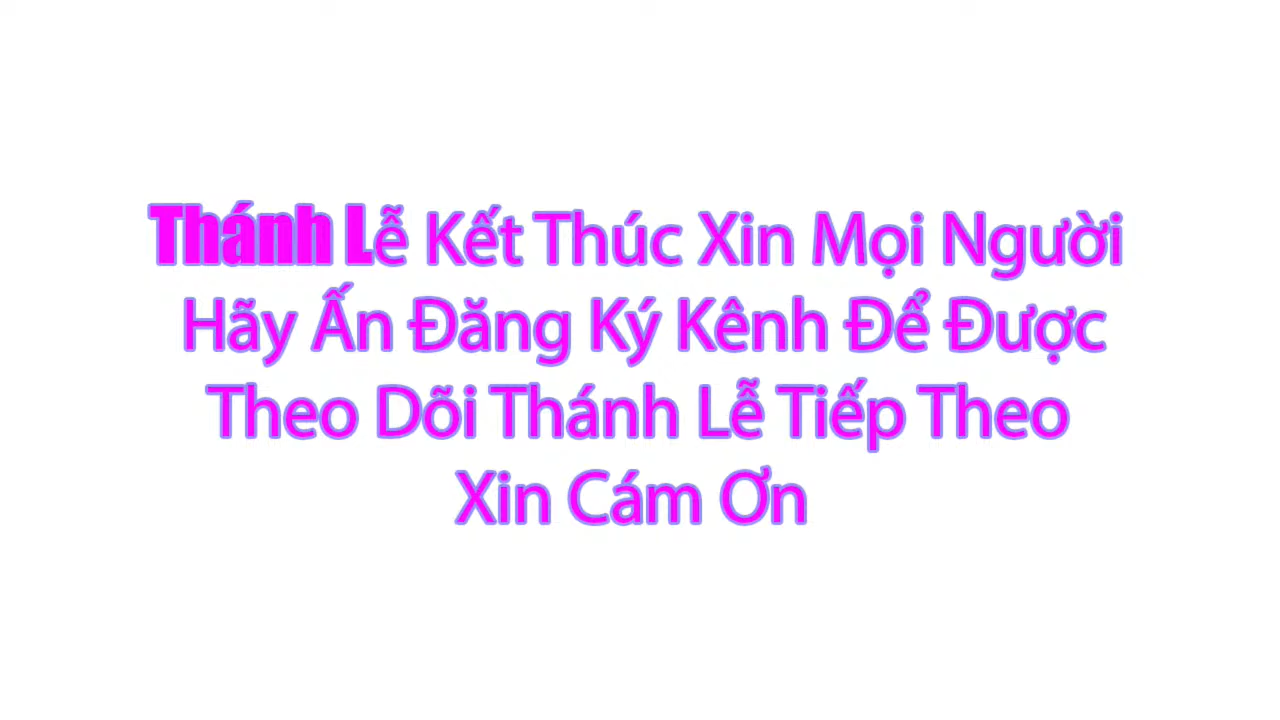 Thánh Lễ Kết Thúc Xin Mọi Người
Hãy Ấn Đăng Ký Kênh Để Được
Theo Dõi Thánh Lễ Tiếp Theo
Xin Cám Ơn